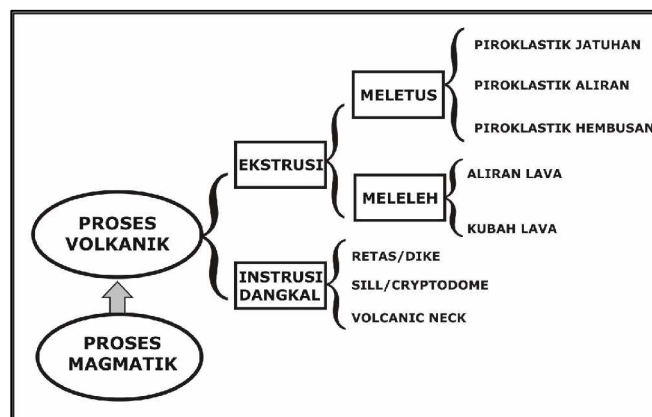 PROSES
VOLKANIK
PROSES
MAGMATIK
EKSTRUSI
MELETUS
PIROKLASTIK JATUHAN
PIROKLASTIK ALIRAN
PIROKLASTIK HEMBUSAN
MELELEH
ALIRAN LAVA
KUBAH LAVA
INSTRUSI
DANGKAL
RETAS/DIKE
SILL/CRYPTODOME
VOLCANIC NECK